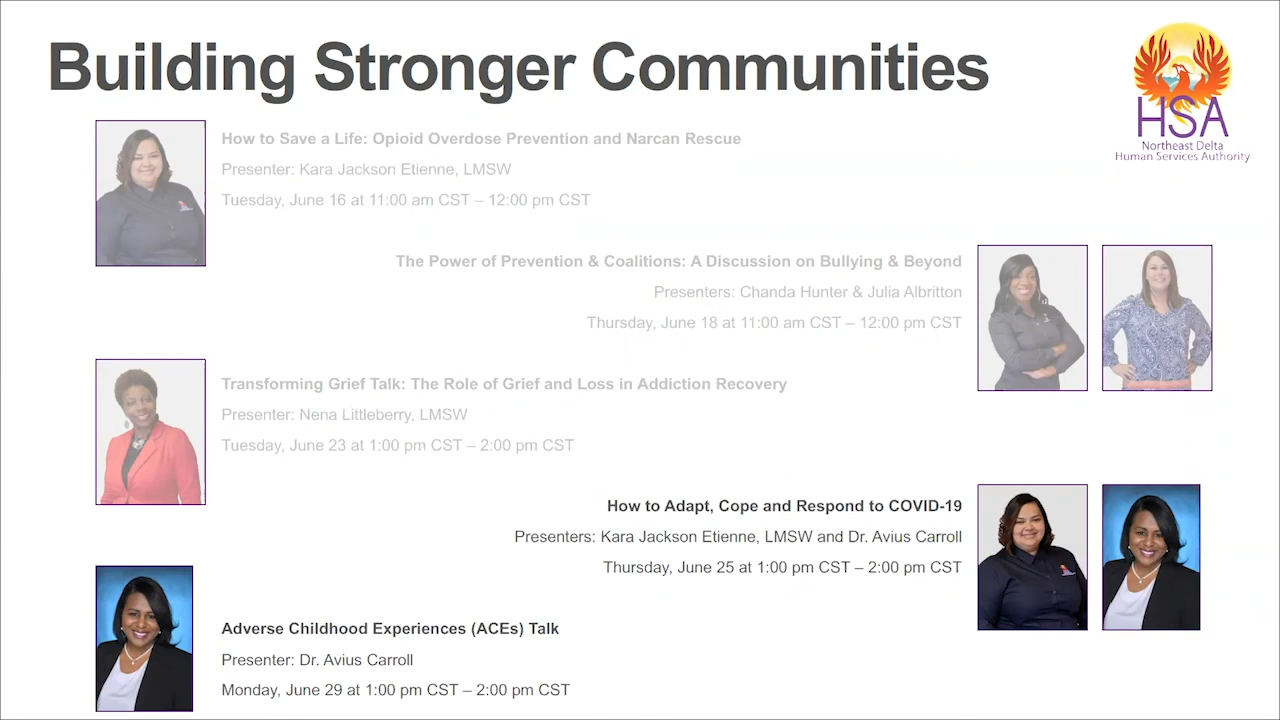 Building Stronger Communities
HSA
Northeast Delta
Human Services Authority
How to Save a Life: Opioid Overdose Prevention and Narcan Rescue
Presenter: Kara Jackson Etienne, LMSW
Tuesday, June 16 at 11:00 am CST – 12:00 pm CST
The Power of Prevention & Coalitions: A Discussion on Bullying & Beyond
Presenters: Chanda Hunter & Julia Albritton
Thursday, June 18 at 11:00 am CST – 12:00 pm CST
Transforming Grief Talk: The Role of Grief and Loss in Addiction Recovery
Presenter: Nena Littleberry, LMSW
Tuesday, June 23 at 1:00 pm CST – 2:00 pm CST
How to Adapt, Cope and Respond to COVID-19
Presenters: Kara Jackson Etienne, LMSW and Dr. Avius Carroll
Thursday, June 25 at 1:00 pm CST – 2:00 pm CST
Adverse Childhood Experiences (ACEs) Talk
Presenter: Dr. Avius Carroll
Monday, June 29 at 1:00 pm CST – 2:00 pm CST